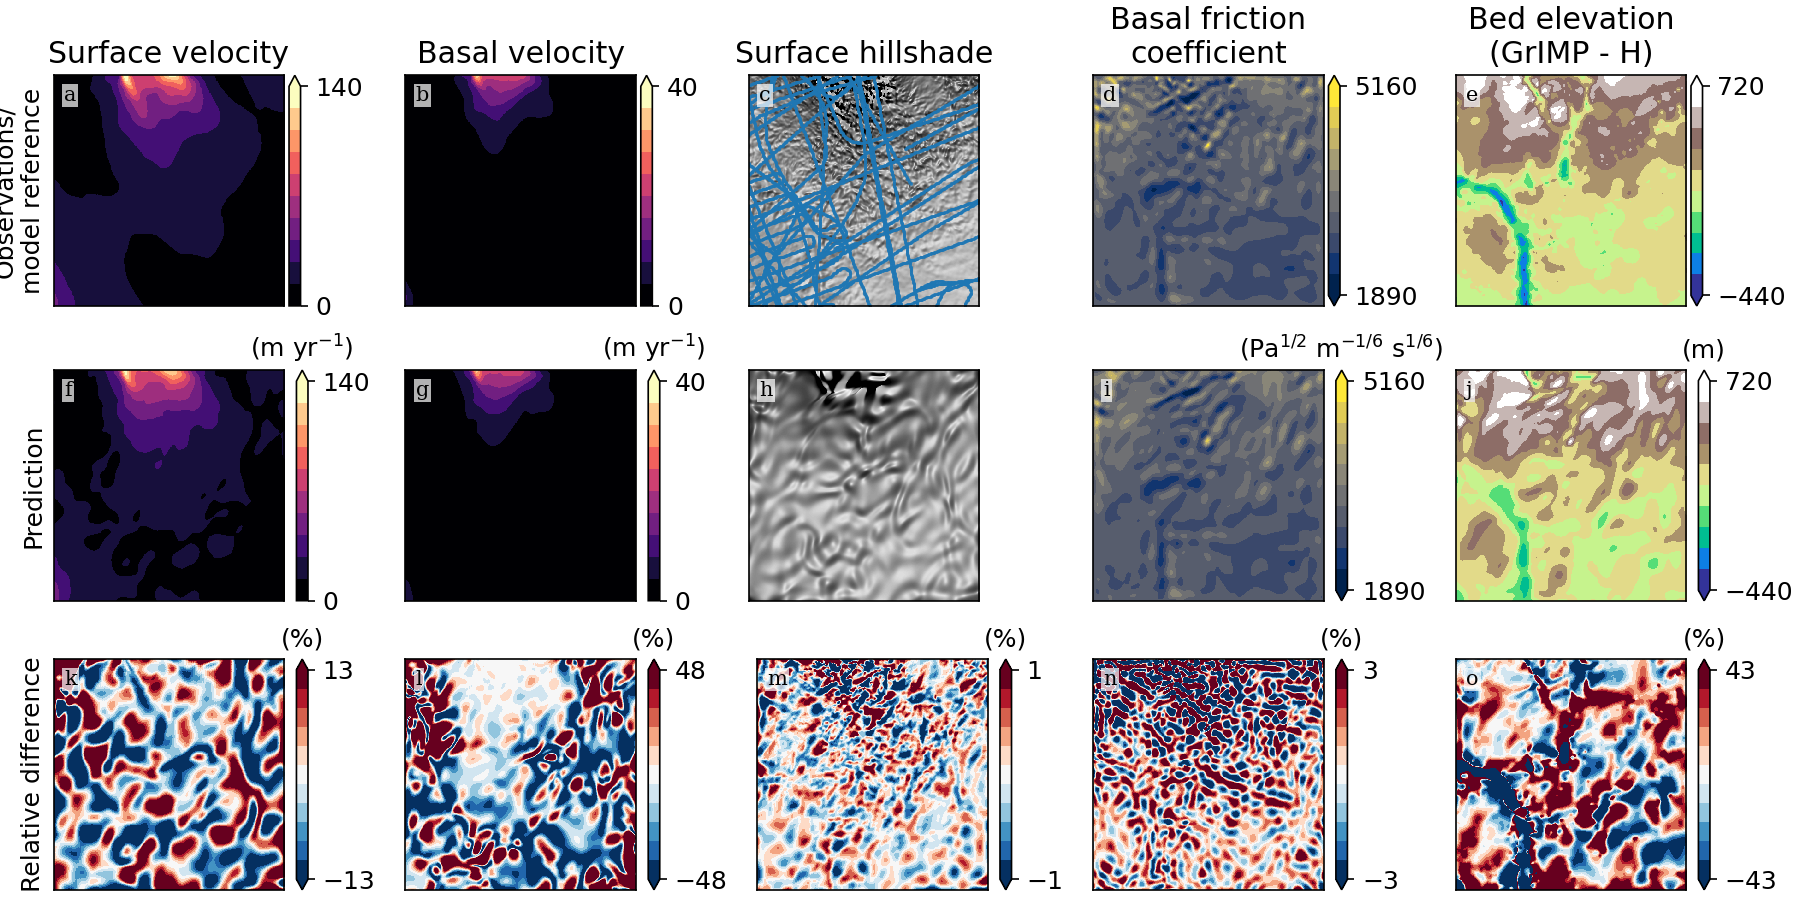 Surface velocity
Basal velocity
Surface hillshade
Basal friction
coefficient
Bed elevation
(GrIMP - H)
Observations/
model reference
a
140
0
b
40
0
c
d
5160
1890
e
720
−440
(m yr−1)
(m yr−1)
(Pa1/2 m−1/6 s1/6)
(m)
Prediction
f
140
0
g
40
0
h
i
5160
1890
j
720
−440
(%)
(%)
(%)
(%)
(%)
Relative difference
k
13
−13
l
48
−48
m
1
−1
n
3
−3
o
43
−43